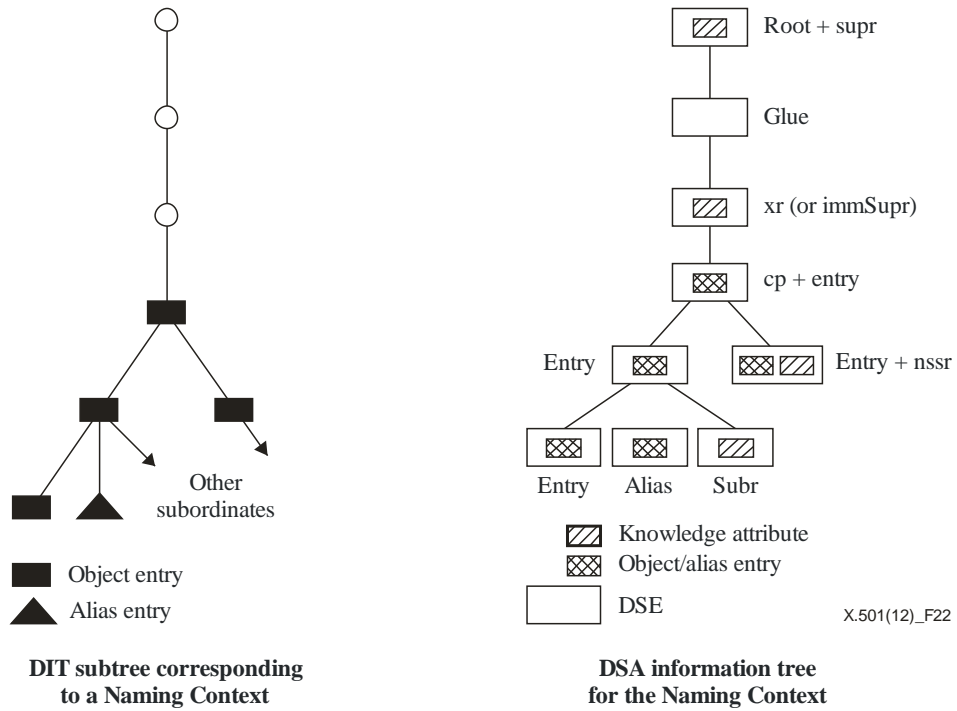 Root + supr
Glue
xr (or immSupr)
cp + entry
Entry
Entry + nssr
Other
subordinates
Entry
Alias
Subr
Object entry
Alias entry
Knowledge attribute
Object/alias entry
DSE
X.501(12)_F22
DIT subtree corresponding
to a Naming Context
DSA information tree
for the Naming Context